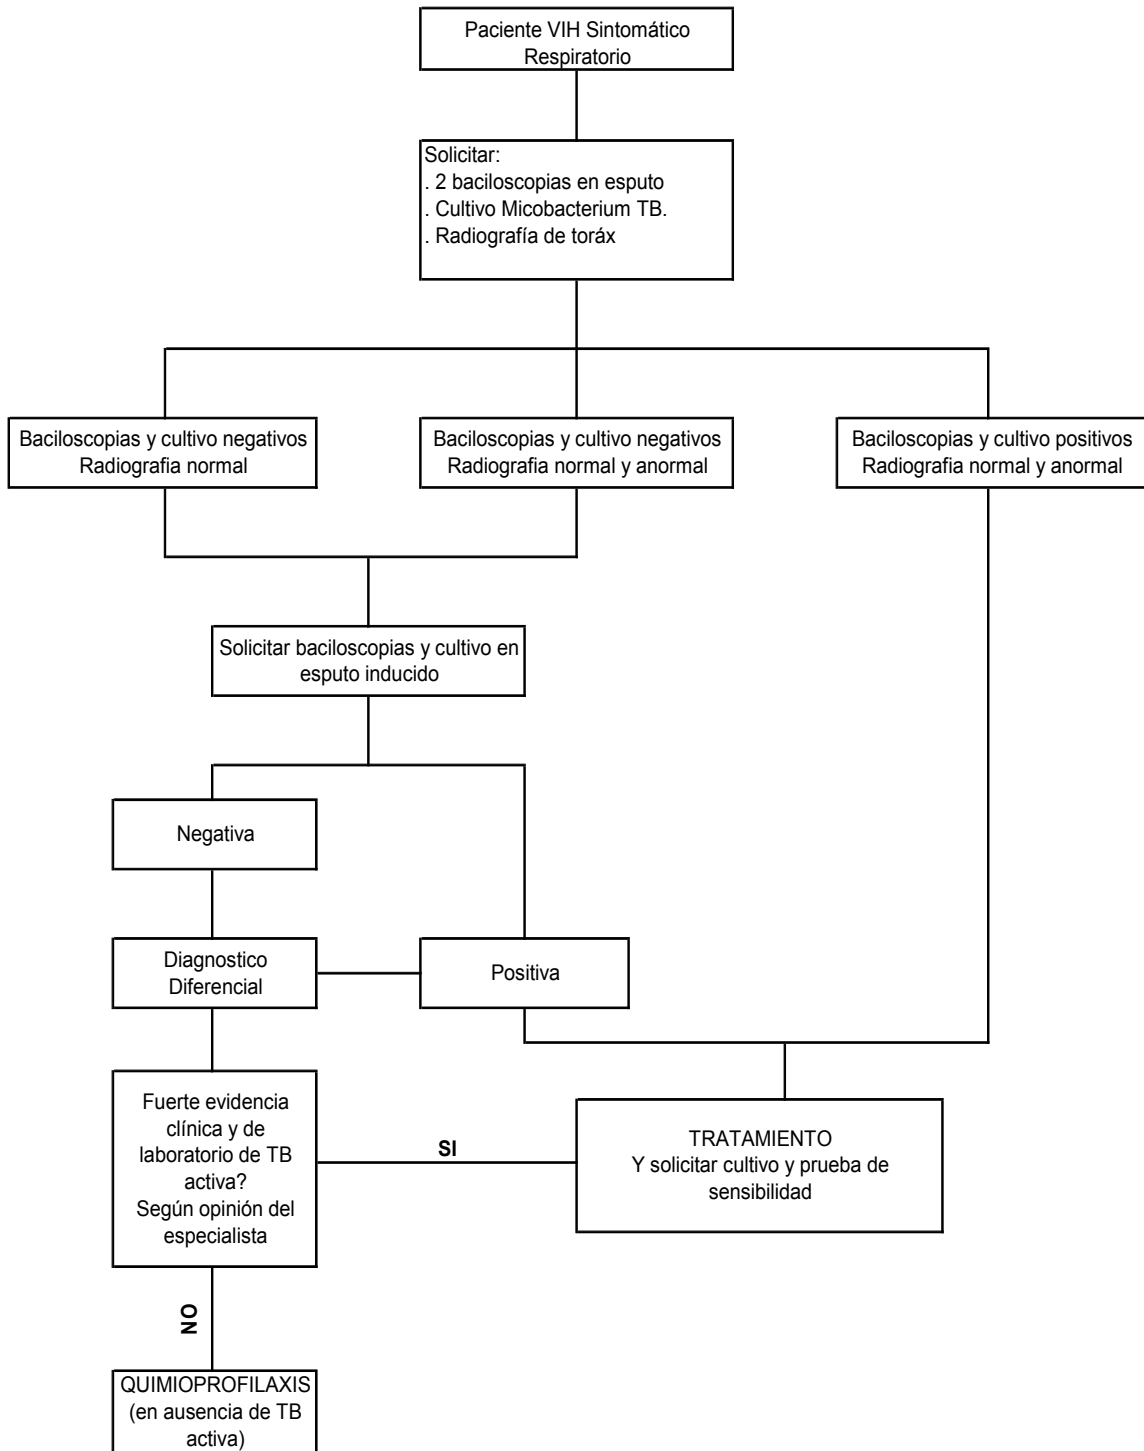 Paciente VIH Sintomático
Respiratorio
Solicitar:
. 2 baciloscopias en esputo
. Cultivo Micobacterium TB.
. Radiografía de toráx
Baciloscopias y cultivo negativos
Radiografia normal
Baciloscopias y cultivo negativos
Radiografia normal y anormal
Baciloscopias y cultivo positivos
Radiografia normal y anormal
Solicitar baciloscopias y cultivo en
esputo inducido
Negativa
Diagnostico
Diferencial
Positiva
Fuerte evidencia
clínica y de
laboratorio de TB
activa?
Según opinión del
especialista
SI
TRATAMIENTO
Y solicitar cultivo y prueba de
sensibilidad
NO
QUIMIOPROFILAXIS
(en ausencia de TB
activa)